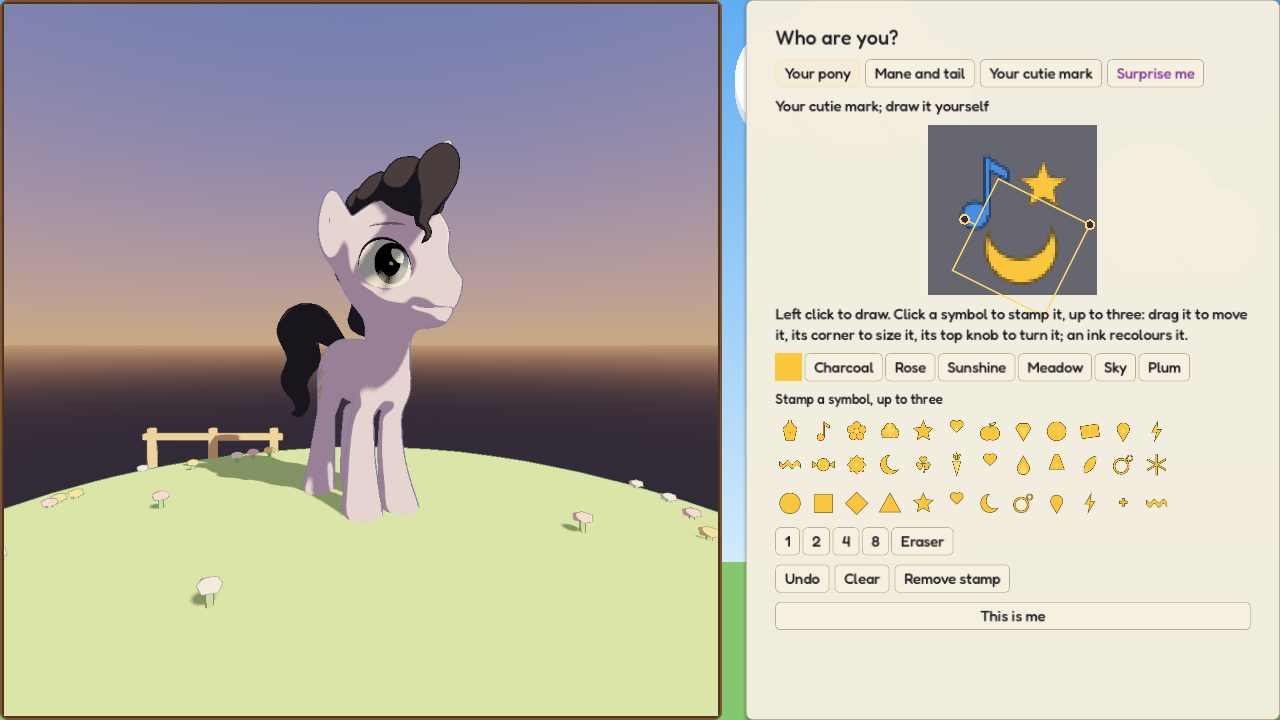 Who are you?
Your pony Mane and tail Your cutie mark Surprise me
Your cutie mark; draw it yourself
Left click to draw. Click a symbol to stamp it, up to three: drag it to move
it, its corner to size it, its top knob to turn it; an ink recolours it.
Charcoal Rose Sunshine Meadow Sky Plum
Stamp a symbol, up to three
1 2 4 8 Eraser
Undo Clear Remove stamp
This is me